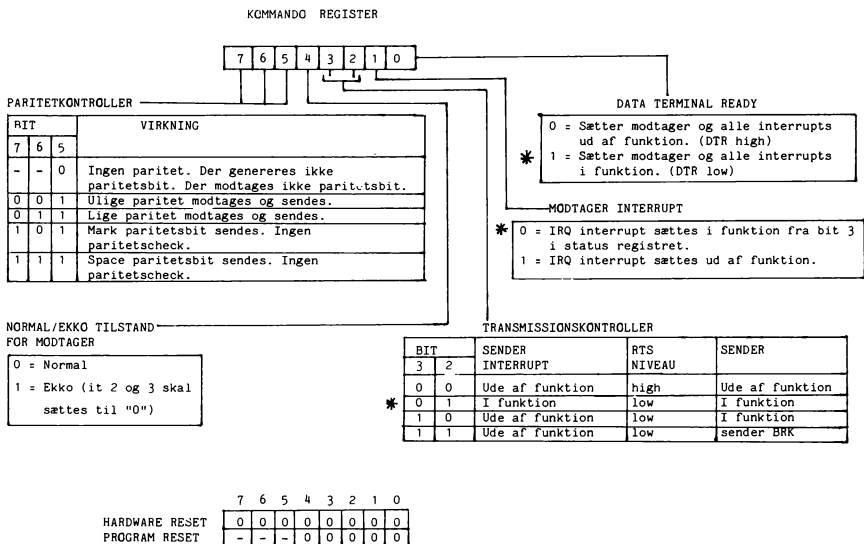 KOMMANDO REGISTER
7 6 5 4 3 2 1 0
PARITETKONTROLLER
BIT VIRKNING
7 6 5
- - 0 Ingen paritet. Der genereres ikke
paritetsbit. Der modtages ikke paritetsbit.
0 0 1 Ulige paritet modtages og sendes.
0 1 1 Lige paritet modtages og sendes.
1 0 1 Mark paritetsbit sendes. Ingen
paritetscheck.
1 1 1 Space paritetsbit sendes. Ingen
paritetscheck.
DATA TERMINAL READY
0 = Sætter modtager og alle interrupts
ud af funktion. (DTR high)
* 1 = Sætter modtager og alle interrupts
i funktion. (DTR low)
MODTAGER INTERRUPT
* 0 = IRQ interrupt sættes i funktion fra bit 3
i status registret.
1 = IRQ interrupt sættes ud af funktion.
NORMAL/EKKO TILSTAND
FOR MODTAGER
0 = Normal
1 = Ekko (it 2 og 3 skal
sættes til "0")
TRANSMISSIONSKONTROLLER
BIT SENDER RTS SENDER
3 2 INTERRUPT NIVEAU
0 0 Ude af funktion high Ude af funktion
* 0 1 I funktion low I funktion
1 0 Ude af funktion low I funktion
1 1 Ude af funktion low sender BRK
7 6 5 4 3 2 1 0
HARDWARE RESET 0 0 0 0 0 0 0 0
PROGRAM RESET - - - 0 0 0 0 0